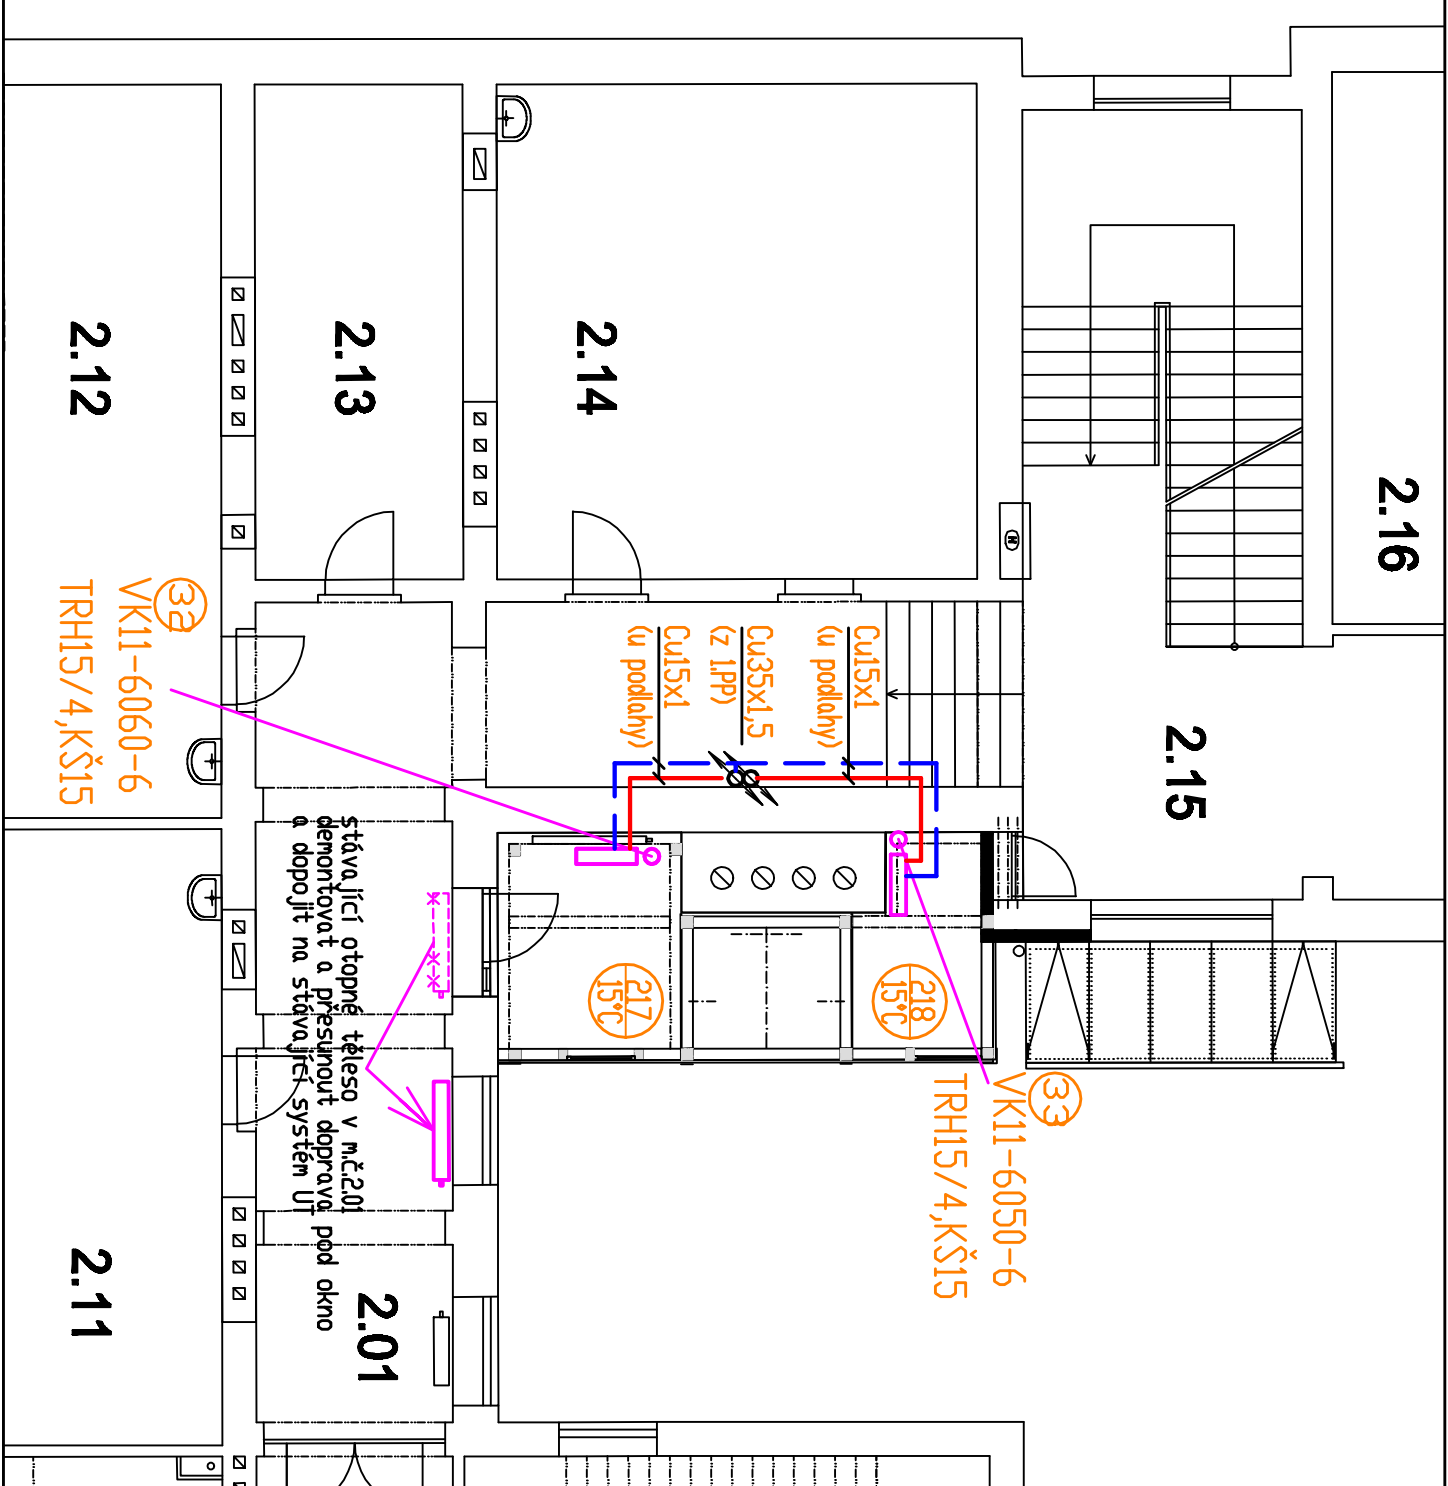 2.16
2.15
2.14
2.13
2.12
Cu15x1
(u podlahy)
Cu35x1,5
(z 1.PP)
Cu15x1
(u podlahy)
32
VK11-6060-6
TRH15/4,KŠ15
218
15°C
217
15°C
33
VK11-6050-6
TRH15/4,KŠ15
stávající otopné těleso v m.č.2.01
demontovat a přesunout doprava pod okno
a dopojit na stávající systém UT
2.01
2.11